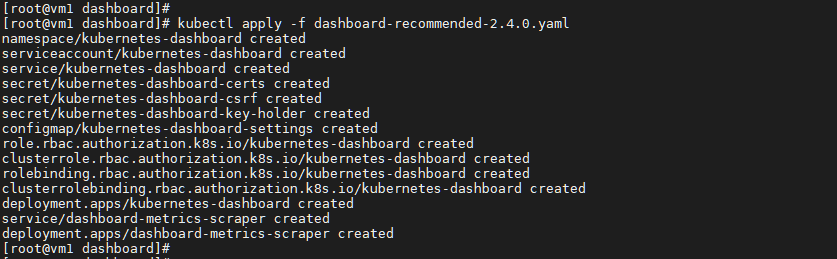 [root@vm1 dashboard]#
[root@vm1 dashboard]# kubectl apply -f dashboard-recommended-2.4.0.yaml
namespace/kubernetes-dashboard created
serviceaccount/kubernetes-dashboard created
service/kubernetes-dashboard created
secret/kubernetes-dashboard-certs created
secret/kubernetes-dashboard-csrf created
secret/kubernetes-dashboard-key-holder created
configmap/kubernetes-dashboard-settings created
role.rbac.authorization.k8s.io/kubernetes-dashboard created
clusterrole.rbac.authorization.k8s.io/kubernetes-dashboard created
rolebinding.rbac.authorization.k8s.io/kubernetes-dashboard created
clusterrolebinding.rbac.authorization.k8s.io/kubernetes-dashboard created
deployment.apps/kubernetes-dashboard created
service/dashboard-metrics-scraper created
deployment.apps/dashboard-metrics-scraper created
[root@vm1 dashboard]#
[root@vm1 dashboard]#